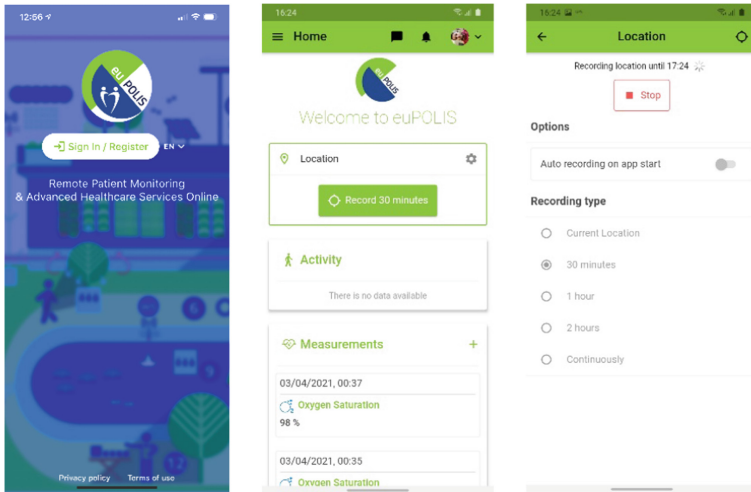 12:56
eu POLIS
Sign In / Register
EN
Remote Patient Monitoring
& Advanced Healthcare Services Online
Privacy policy
Terms of use
16:24
Home
eu POLIS
Welcome to euPOLIS
Location
Record 30 minutes
Activity
There is no data available
Measurements
+
03/04/2021, 00:37
Oxygen Saturation
98 %
03/04/2021, 00:35
Oxygen Saturation
16:24
Location
Recording location until 17:24
Stop
Options
Auto recording on app start
Recording type
Current Location
30 minutes
1 hour
2 hours
Continuously